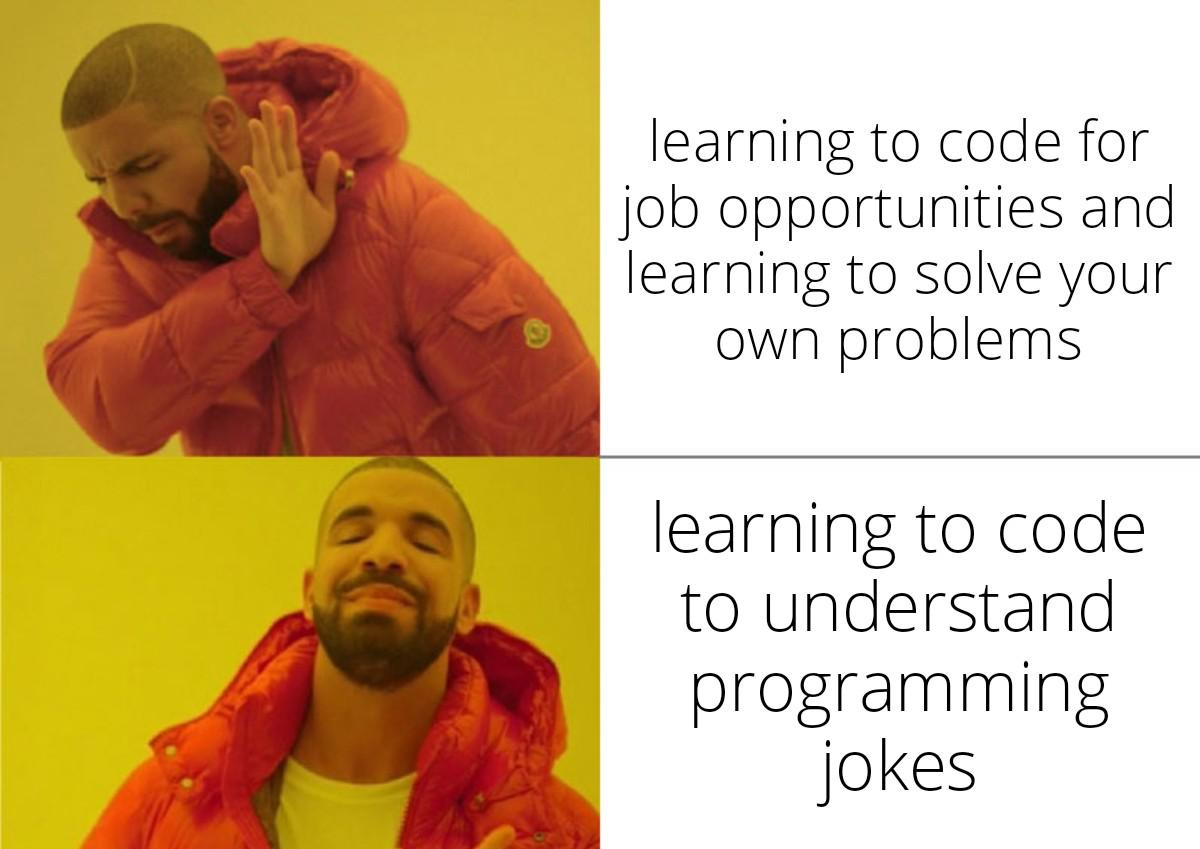 learning to code for
job opportunities and
learning to solve your
own problems
learning to code
to understand
programming
jokes